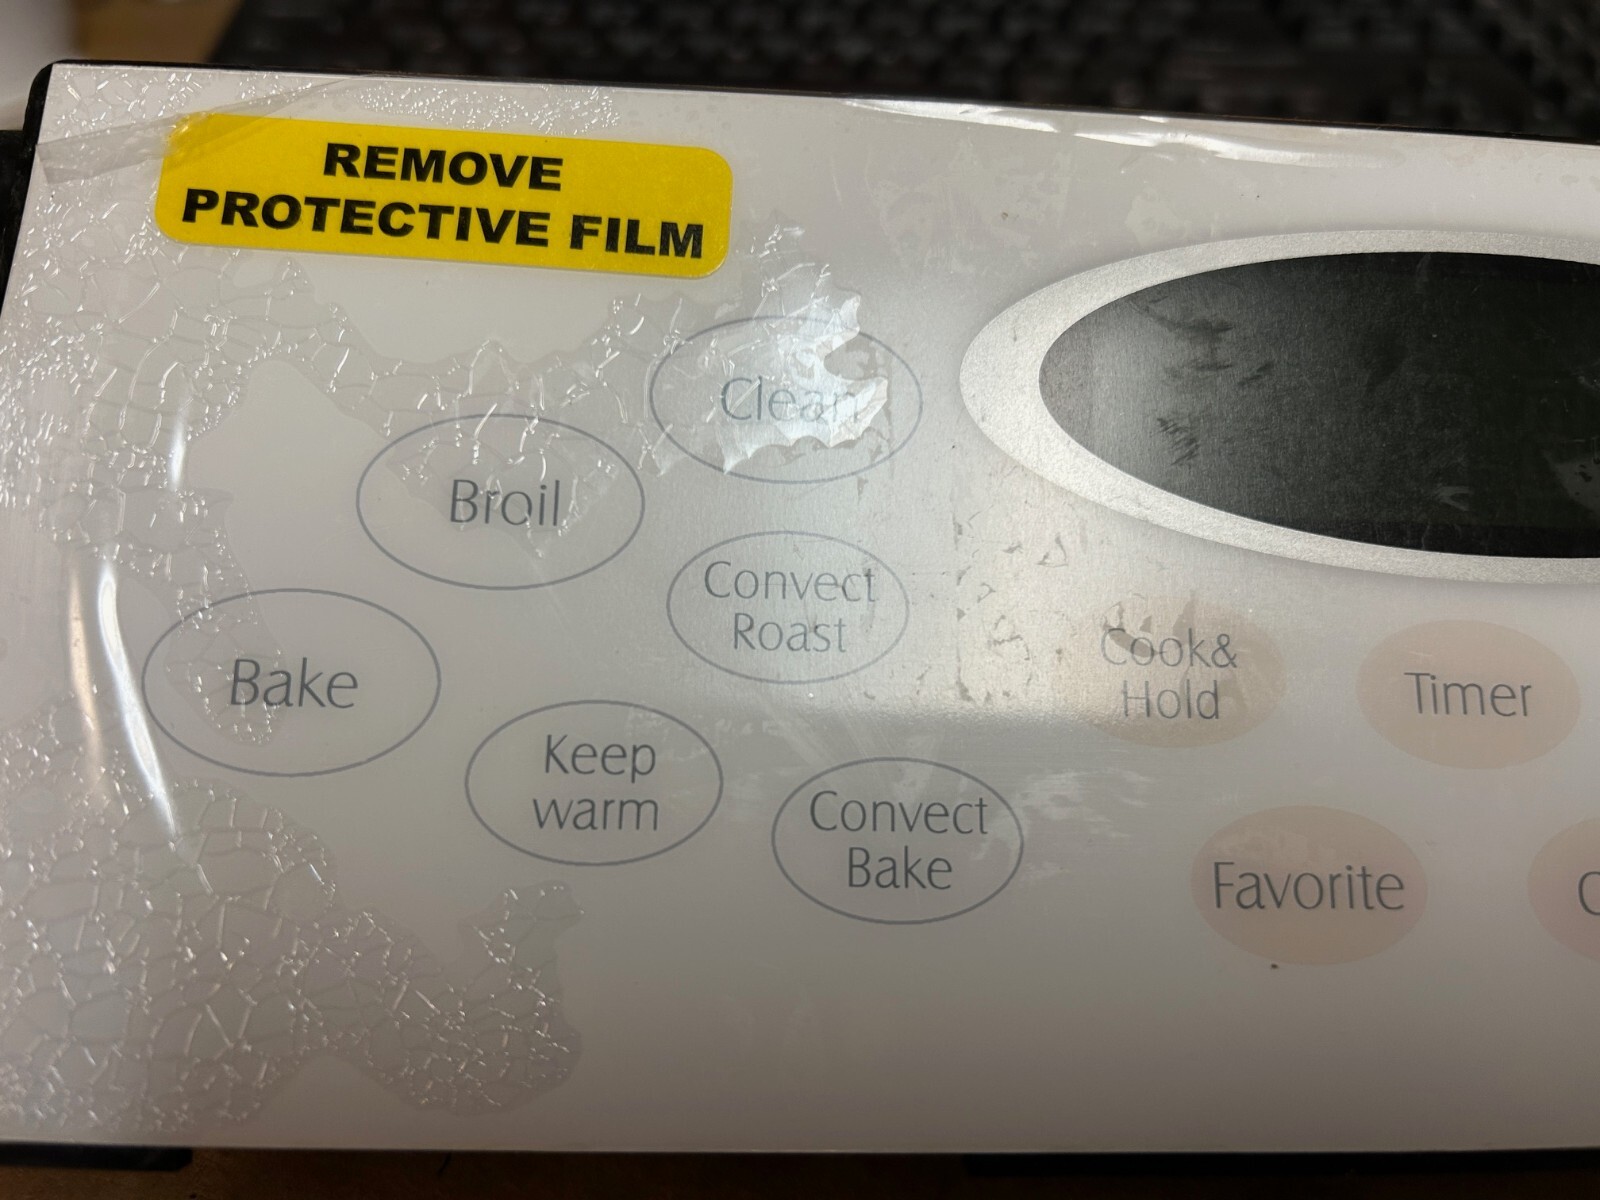 REMOVE
PROTECTIVE FILM
Clean
Broil
Convect
Roast
Bake
Keep
warm
Convect
Bake
Cook&
Hold
Timer
Favorite